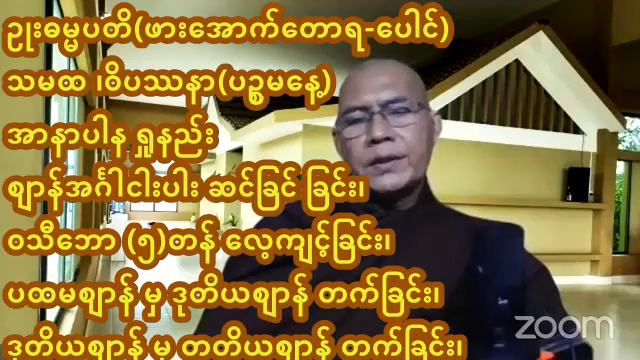 ဥုးဓမ္မပတိ(ဖားအောက်တောရ-ပေါင်)
သမထ ၊ဝိပဿနာ(ပဉ္စမနေ့)
အာနာပါန ရှုနည်း
ဈာန်အင်္ဂါငါးပါး ဆင်ခြင် ခြင်း၊
ဝသီဘော (၅)တန် လေ့ကျင့်ခြင်း၊
ပထမဈာန် မှ ဒုတိယဈာန် တက်ခြင်း၊
ဒုတိယဈာန် မှ တတိယဈာန် တက်ခြင်း၊
zoom